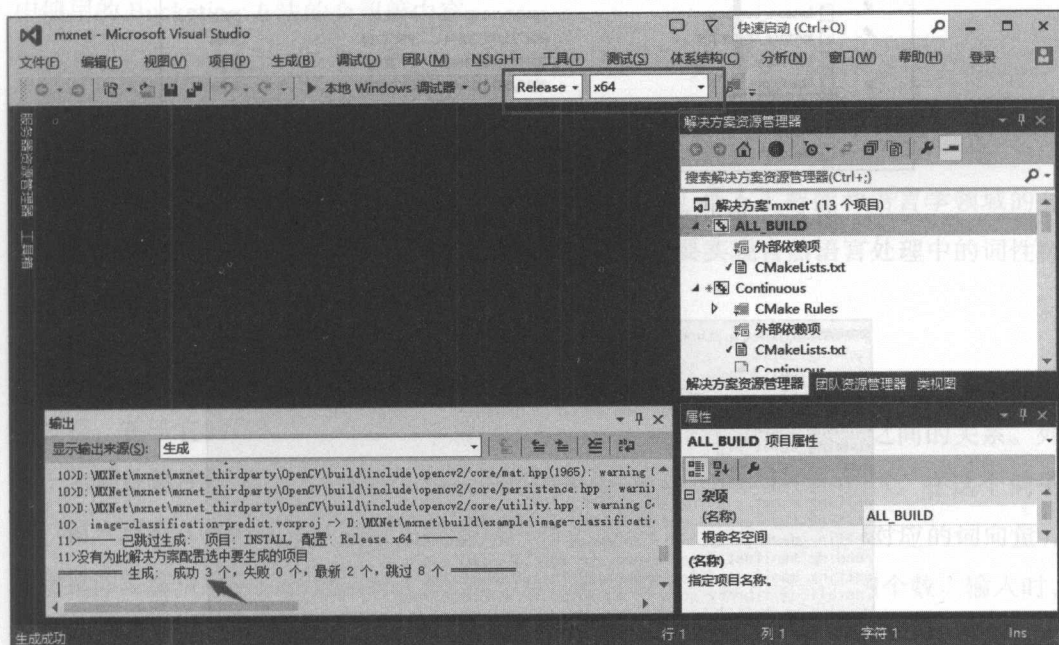 mxnet - Microsoft Visual Studio
快速启动 (Ctrl+Q)
文件(F) 编辑(E) 视图(V) 项目(P) 生成(B) 调试(D) 团队(M) NSIGHT 工具(T) 测试(S) 体系结构(C) 分析(N) 窗口(W) 帮助(H) 登录
本地 Windows 调试器 Release x64
服务器资源管理器
工具箱
解决方案资源管理器
搜索解决方案资源管理器(Ctrl+;)
解决方案'mxnet' (13 个项目)
ALL_BUILD
外部依赖项
CMakeLists.txt
Continuous
CMake Rules
外部依赖项
CMakeLists.txt
Continuous
解决方案资源管理器 团队资源管理器 类视图
输出
显示输出来源(S): 生成
10>D:\MXNet\mxnet\mxnet_thirdparty\OpenCV\build\include\opencv2/core/mat.hpp(1965): warning
10>D:\MXNet\mxnet\mxnet_thirdparty\OpenCV\build\include\opencv2/core/persistence.hpp : warni
10>D:\MXNet\mxnet\mxnet_thirdparty\OpenCV\build\include\opencv2/core/utility.hpp : warning C
10> image-classification-predict.vcxproj -> D:\MXNet\mxnet\build\example\image-classificati
11>------ 已跳过生成: 项目: INSTALL, 配置: Release x64 ------
11>没有为此解决方案配置选中要生成的项目
========== 生成: 成功 3 个，失败 0 个，最新 2 个，跳过 8 个 ==========
属性
ALL_BUILD 项目属性
杂项
(名称) ALL_BUILD
根命名空间
(名称)
指定项目名称。
生成成功 行 1 列 1 字符 1 Ins